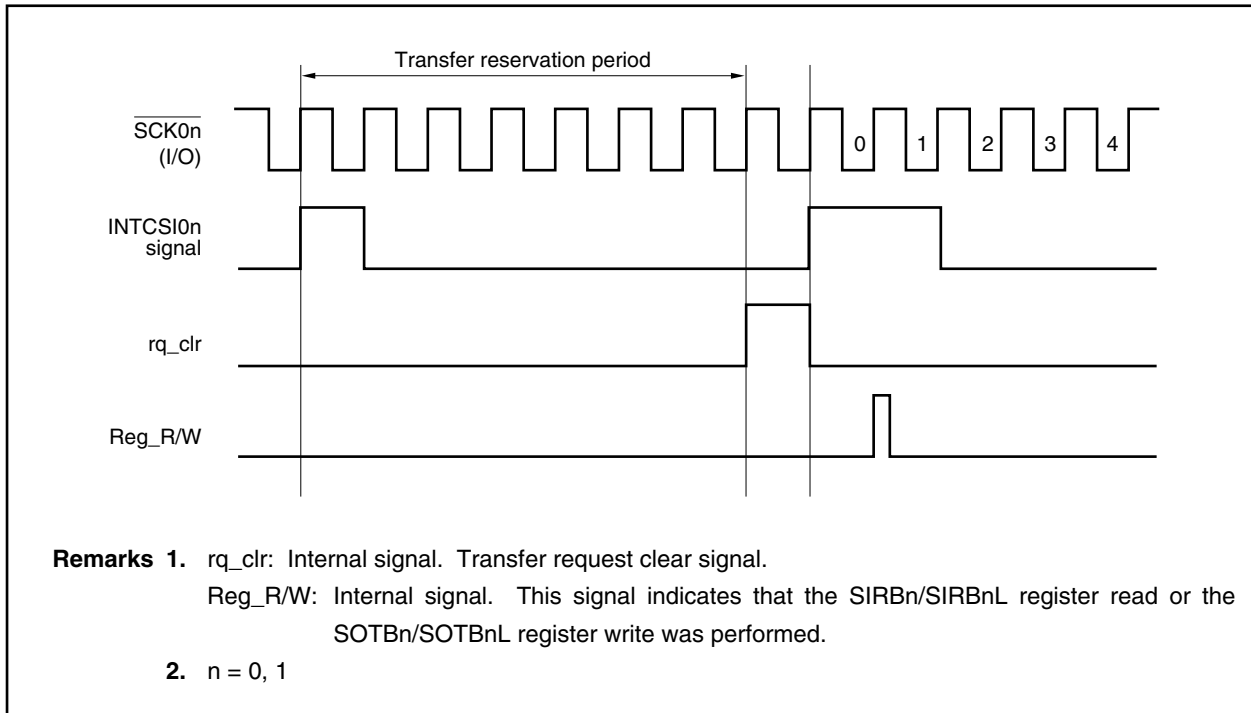 Transfer reservation period
SCK0n
(I/O)
0 1 2 3 4
INTCSI0n
signal
rq_clr
Reg_R/W
Remarks 1. rq_clr: Internal signal. Transfer request clear signal.
Reg_R/W: Internal signal. This signal indicates that the SIRBn/SIRBnL register read or the
SOTBn/SOTBnL register write was performed.
2. n = 0, 1